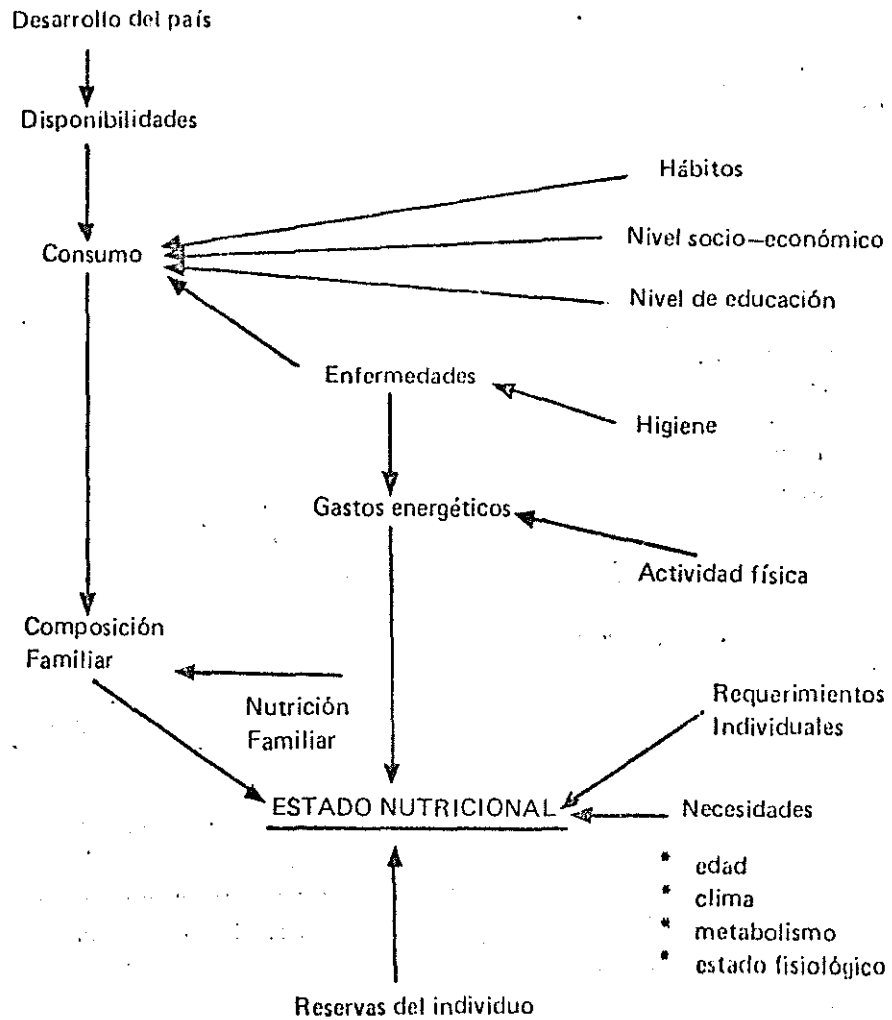 Desarrollo del país
Disponibilidades
Hábitos
Nivel socio–económico
Consumo
Nivel de educación
Enfermedades
Higiene
Gastos energéticos
Actividad física
Composición
Familiar
Nutrición
Familiar
Requerimientos
Individuales
ESTADO NUTRICIONAL
Necesidades
* edad
* clima
* metabolismo
* estado fisiológico
Reservas del individuo